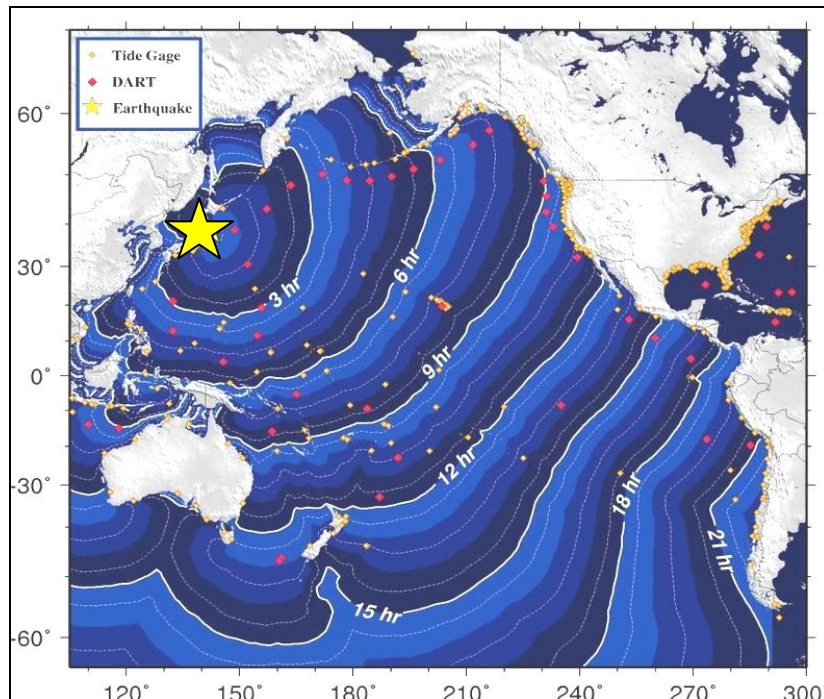 Tide Gage
DART
Earthquake
60°
30°
0°
-30°
-60°
3 hr
6 hr
9 hr
12 hr
15 hr
18 hr
21 hr
120 150 180 210 240 270 300